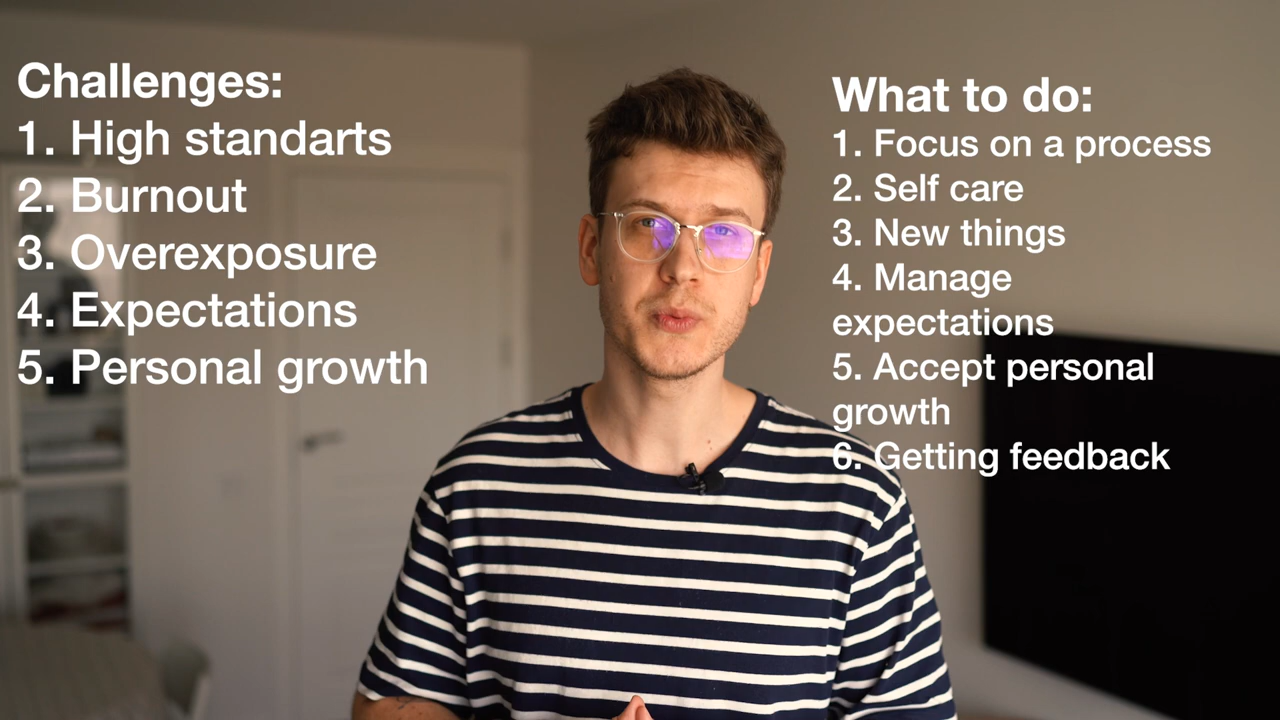 Challenges:
1. High standarts
2. Burnout
3. Overexposure
4. Expectations
5. Personal growth
What to do:
1. Focus on a process
2. Self care
3. New things
4. Manage
expectations
5. Accept personal
growth
6. Getting feedback